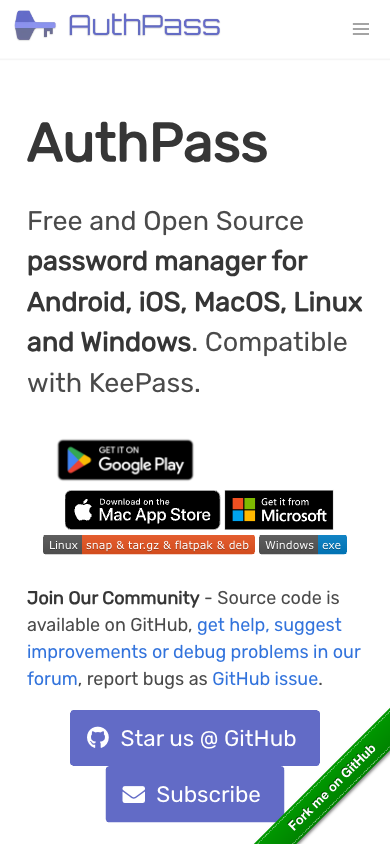 AuthPass
AuthPass
Free and Open Source
password manager for
Android, iOS, MacOS, Linux
and Windows. Compatible
with KeePass.
GET IT ON
Google Play
Download on the
Mac App Store
Get it from
Microsoft
Linux snap & tar.gz & flatpak & deb
Windows exe
Join Our Community - Source code is
available on GitHub, get help, suggest
improvements or debug problems in our
forum, report bugs as GitHub issue.
Star us @ GitHub
Subscribe
Fork me on GitHub